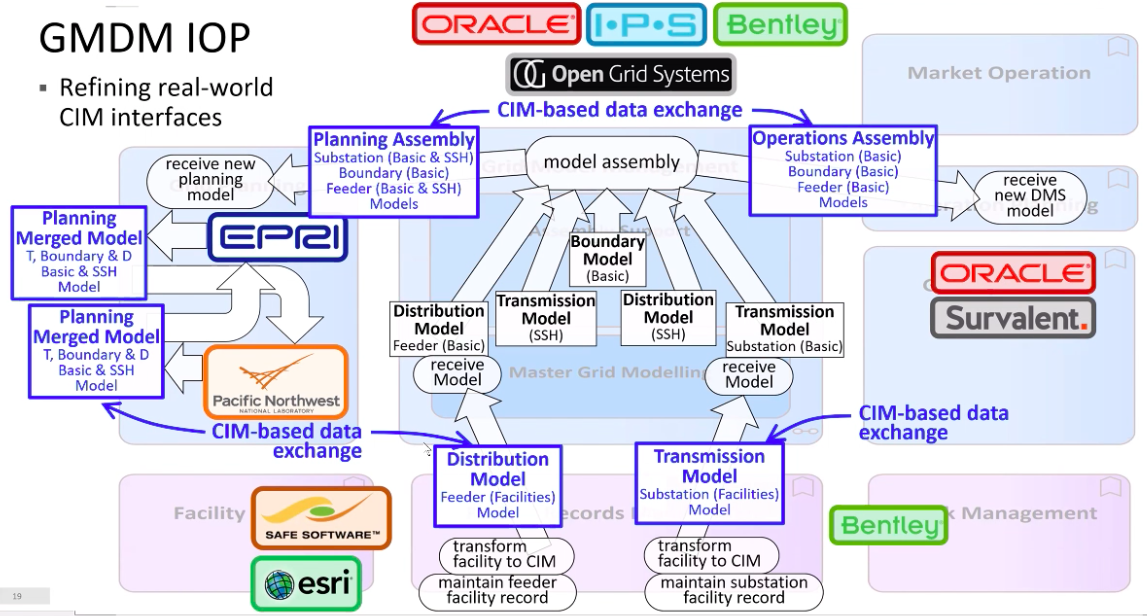 GMDM IOP
▪ Refining real-world
CIM interfaces
ORACLE
I•P•S
Bentley
OG Open Grid Systems
CIM-based data exchange
Market Operation
Planning Assembly
Substation (Basic & SSH)
Boundary (Basic)
Feeder (Basic & SSH)
Models
model assembly
Operations Assembly
Substation (Basic)
Boundary (Basic)
Feeder (Basic)
Models
receive new
planning
model
receive
new DMS
model
Planning
Merged Model
T, Boundary & D
Basic & SSH
Model
EPRI
Boundary
Model
(Basic)
ORACLE
Survalent.
Planning
Merged Model
T, Boundary & D
Basic & SSH
Model
Distribution
Model
Feeder (Basic)
Transmission
Model
(SSH)
Distribution
Model
(SSH)
Transmission
Model
Substation (Basic)
Pacific Northwest
NATIONAL LABORATORY
receive
Model
Master Grid Modelling
receive
Model
CIM-based data
exchange
CIM-based data
exchange
Distribution
Model
Feeder (Facilities)
Model
Transmission
Model
Substation (Facilities)
Model
Facility
SAFE SOFTWARE™
Records
Bentley
Management
transform
facility to CIM
transform
facility to CIM
esri
maintain feeder
facility record
maintain substation
facility record
19